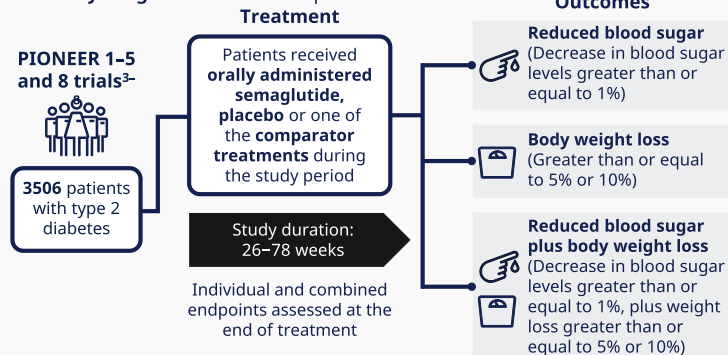 Treatment
Outcomes
PIONEER 1–5
and 8 trials³⁻
3506 patients
with type 2
diabetes
Patients received
orally administered
semaglutide,
placebo or one of
the comparator
treatments during
the study period
Study duration:
26–78 weeks
Individual and combined
endpoints assessed at the
end of treatment
Reduced blood sugar
(Decrease in blood sugar
levels greater than or
equal to 1%)
Body weight loss
(Greater than or equal
to 5% or 10%)
Reduced blood sugar
plus body weight loss
(Decrease in blood sugar
levels greater than or
equal to 1%, plus weight
loss greater than or
equal to 5% or 10%)